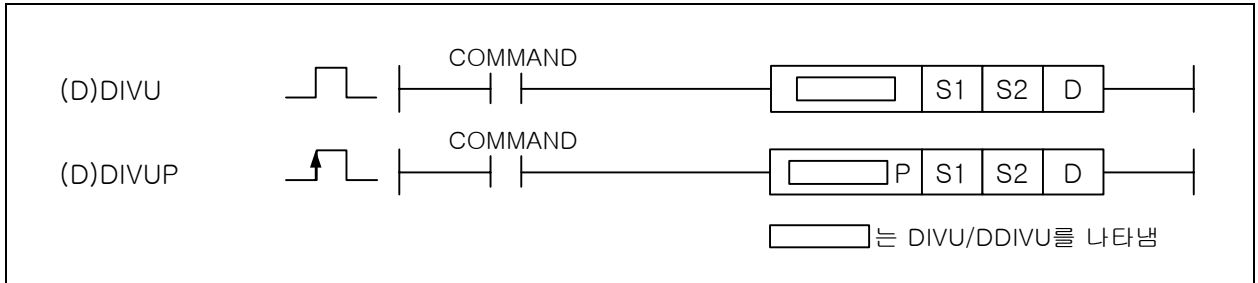 COMMAND
(D)DIVU S1 S2 D
COMMAND
(D)DIVUP P S1 S2 D
는 DIVU/DDIVU를 나타냄